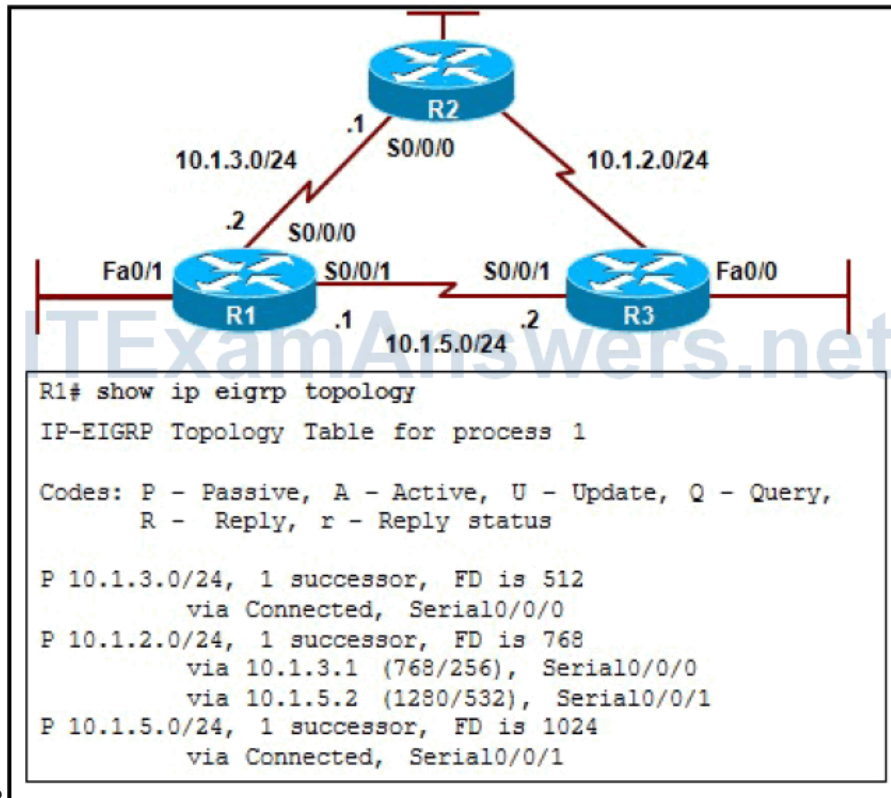 R2
.1
S0/0/0
10.1.3.0/24
10.1.2.0/24
.2
S0/0/0
Fa0/1
S0/0/1
S0/0/1
Fa0/0
R1
R3
.1
.2
10.1.5.0/24
ITExamAnswers.net
R1# show ip eigrp topology
IP-EIGRP Topology Table for process 1
Codes: P - Passive, A - Active, U - Update, Q - Query,
R - Reply, r - Reply status
P 10.1.3.0/24, 1 successor, FD is 512
via Connected, Serial0/0/0
P 10.1.2.0/24, 1 successor, FD is 768
via 10.1.3.1 (768/256), Serial0/0/0
via 10.1.5.2 (1280/532), Serial0/0/1
P 10.1.5.0/24, 1 successor, FD is 1024
via Connected, Serial0/0/1